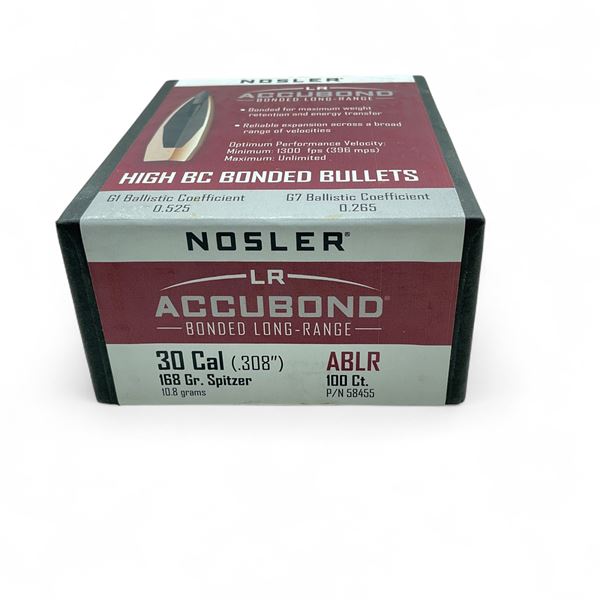 NOSLER®
LR
ACCUBOND
BONDED LONG-RANGE
• Bonded for maximum weight
retention and energy transfer
• Reliable expansion across a broad
range of velocities
Optimum Performance Velocity:
Minimum: 1300 fps (396 mps)
Maximum: Unlimited
HIGH BC BONDED BULLETS
G1 Ballistic Coefficient
0.525
G7 Ballistic Coefficient
0.265
NOSLER®
LR
ACCUBOND®
BONDED LONG-RANGE
30 Cal (.308")
168 Gr. Spitzer
10.8 grams
ABLR
100 Ct.
P/N 58455